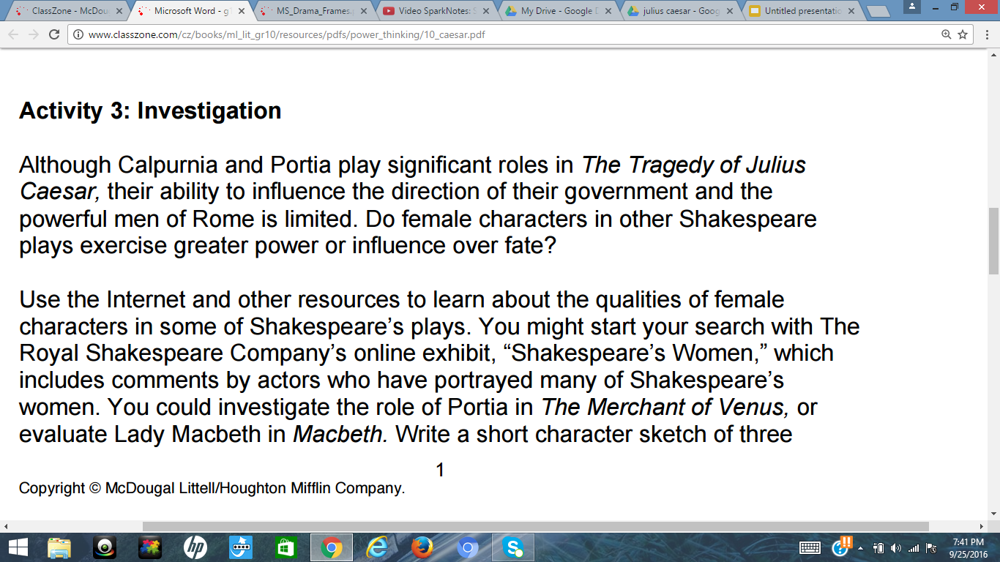 ClassZone - McDou
Microsoft Word - g1
MS_Drama_Frames.
Video SparkNotes: S
My Drive - Google D
julius caesar - Goog
Untitled presentatio
www.classzone.com/cz/books/ml_lit_gr10/resources/pdfs/power_thinking/10_caesar.pdf
Activity 3: Investigation
Although Calpurnia and Portia play significant roles in The Tragedy of Julius
Caesar, their ability to influence the direction of their government and the
powerful men of Rome is limited. Do female characters in other Shakespeare
plays exercise greater power or influence over fate?
Use the Internet and other resources to learn about the qualities of female
characters in some of Shakespeare’s plays. You might start your search with The
Royal Shakespeare Company’s online exhibit, “Shakespeare’s Women,” which
includes comments by actors who have portrayed many of Shakespeare’s
women. You could investigate the role of Portia in The Merchant of Venus, or
evaluate Lady Macbeth in Macbeth. Write a short character sketch of three
1
Copyright © McDougal Littell/Houghton Mifflin Company.
hp
7:41 PM
9/25/2016